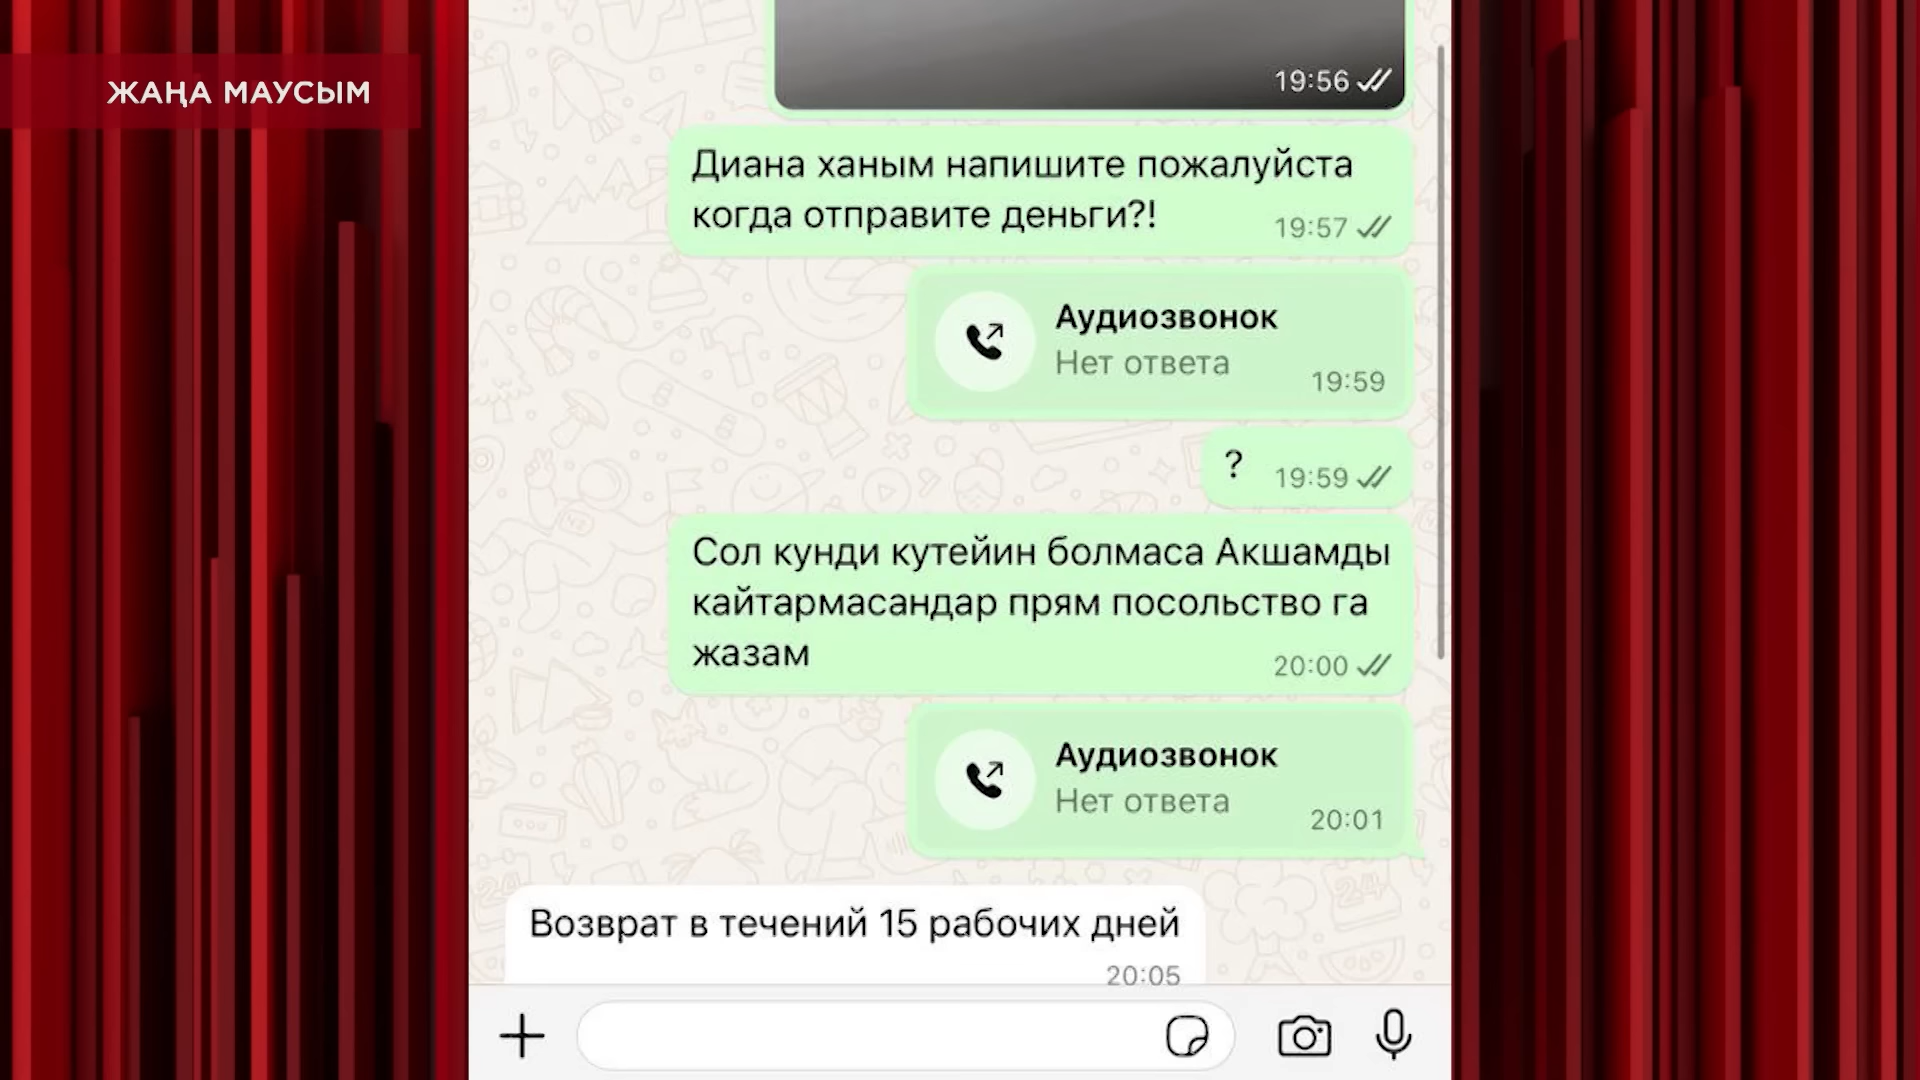 ЖАҢА МАУСЫМ
19:56
Диана ханым напишите пожалуйста
когда отправите деньги?!
19:57
Аудиозвонок
Нет ответа
19:59
?
19:59
Сол кунди кутейин болмаса Акшамды
кайтармасандар прям посольство га
жазам
20:00
Аудиозвонок
Нет ответа
20:01
Возврат в течений 15 рабочих дней
20:05